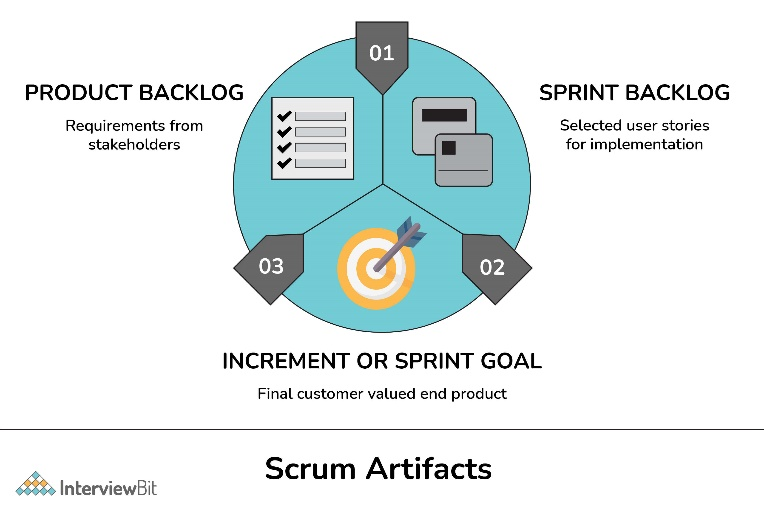 01
PRODUCT BACKLOG
Requirements from
stakeholders
SPRINT BACKLOG
Selected user stories
for implementation
03
02
INCREMENT OR SPRINT GOAL
Final customer valued end product
Scrum Artifacts
InterviewBit